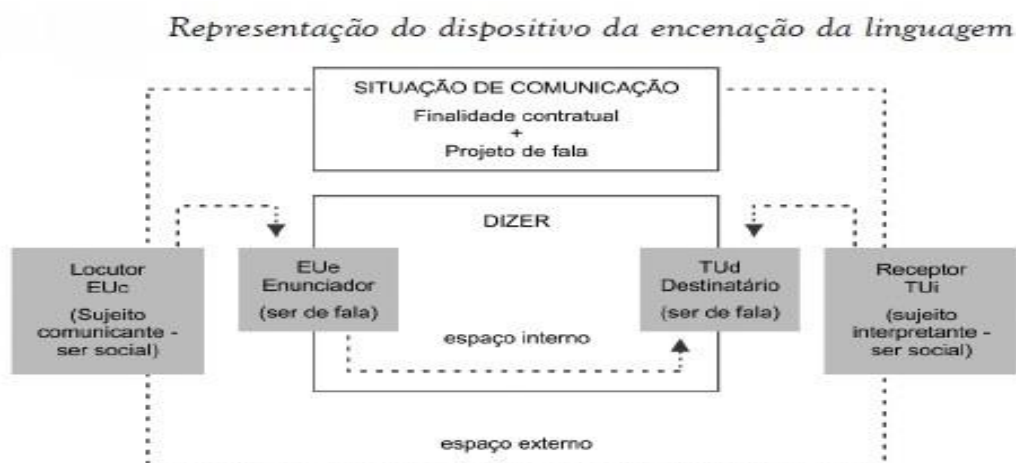 Representação do dispositivo da encenação da linguagem
SITUAÇÃO DE COMUNICAÇÃO
Finalidade contratual
+
Projeto de fala
DIZER
Locutor
EUc
(Sujeito
comunicante -
ser social)
EUe
Enunciador
(ser de fala)
TUd
Destinatário
(ser de fala)
Receptor
TUi
(sujeito
interpretante -
ser social)
espaço interno
espaço externo